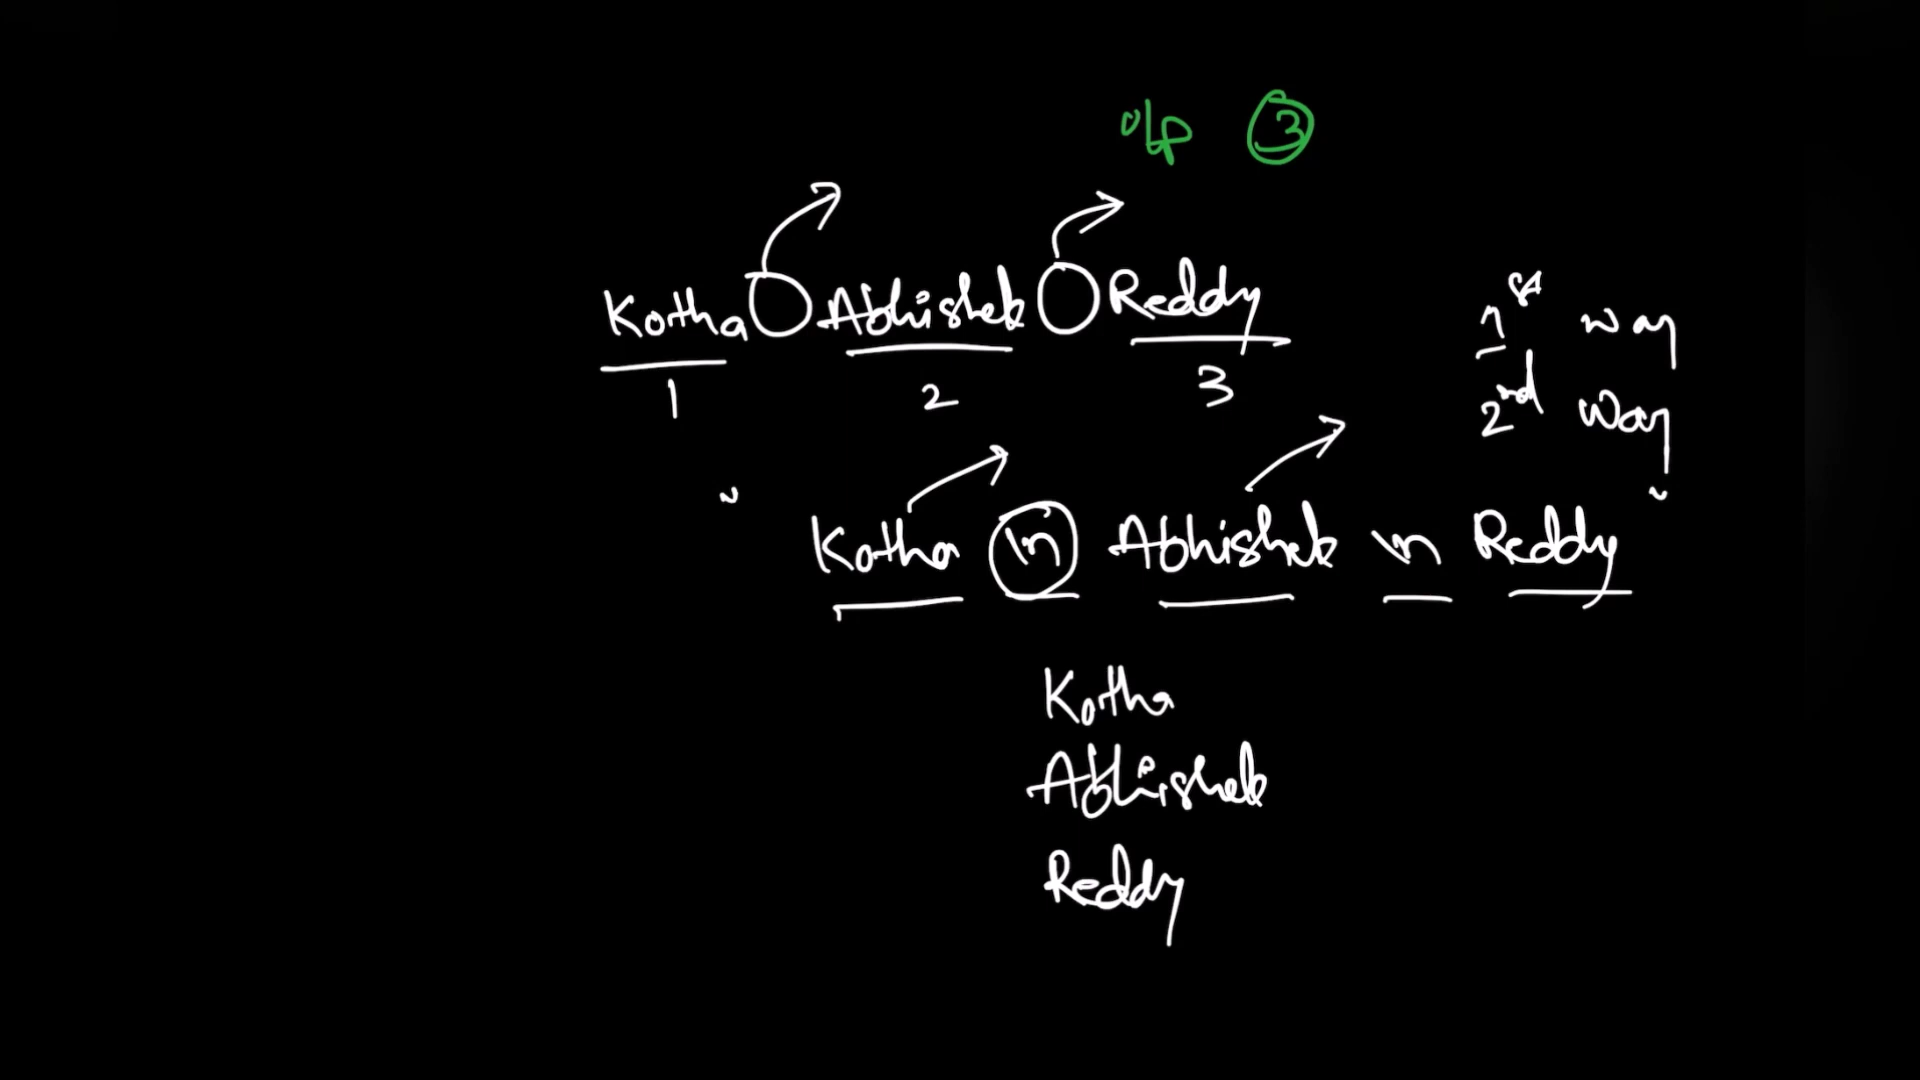 o/p 3
Kotha Abhishek Reddy
1 2 3
1st way
2nd way
" Kotha \n Abhishek \n Reddy "
Kotha
Abhishek
Reddy